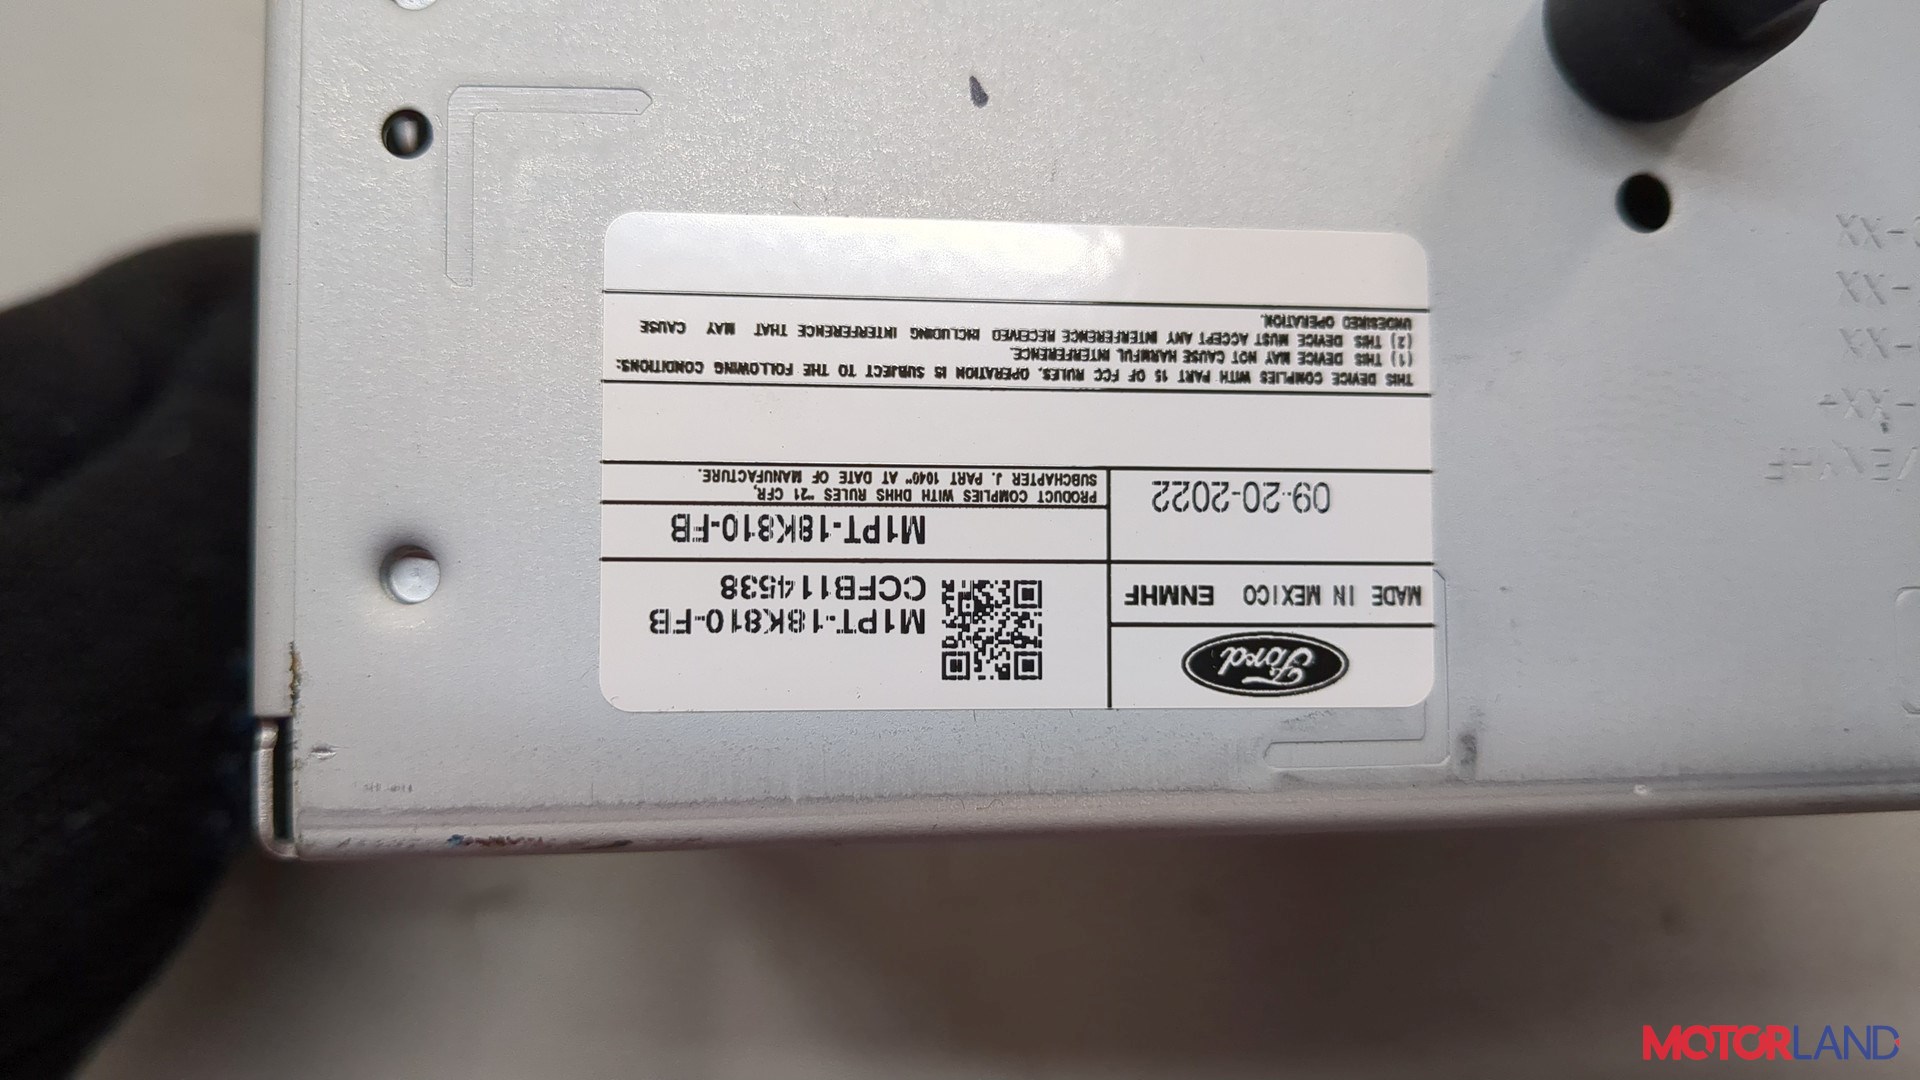 Ford
MADE IN MEXICO ENMHF
09-20-2022
M1PT-18K810-FB
CCFB114538
M1PT-18K810-FB
PRODUCT COMPLIES WITH DHHS RULES "21 CFR,
SUBCHAPTER J. PART 1040" AT DATE OF MANUFACTURE.
THIS DEVICE COMPLIES WITH PART 15 OF FCC RULES. OPERATION IS SUBJECT TO THE FOLLOWING CONDITIONS:
(1) THIS DEVICE MAY NOT CAUSE HARMFUL INTERFERENCE.
(2) THIS DEVICE MUST ACCEPT ANY INTERFERENCE RECEIVED INCLUDING INTERFERENCE THAT MAY CAUSE
UNDESIRED OPERATION.
MOTORLAND